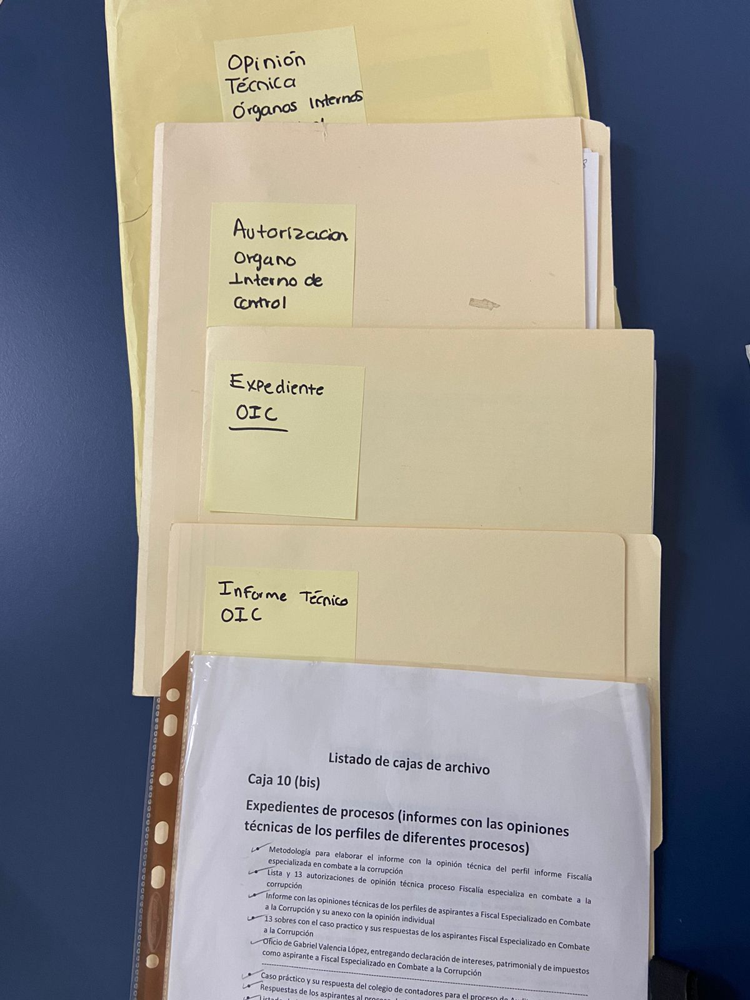 Opinión
Técnica
Órganos Internos
Autorización
Organo
Interno de
Control
Expediente
OIC
Informe Técnico
OIC
Listado de cajas de archivo
Caja 10 (bis)
Expedientes de procesos (informes con las opiniones
técnicas de los perfiles de diferentes procesos)
Metodología para elaborar el informe con la opinión técnica del perfil informe Fiscalía
especializada en combate a la corrupción
Lista y 13 autorizaciones de opinión técnica proceso Fiscalía especializa en combate a la
corrupción
Informe con las opiniones técnicas de los perfiles de aspirantes a Fiscal Especializado en Combate
a la Corrupción y su anexo con la opinión individual
13 sobres con el caso practico y sus respuestas de los aspirantes Fiscal Especializado en Combate
a la Corrupción
Oficio de Gabriel Valencia López, entregando declaración de intereses, patrimonial y de impuestos
como aspirante a Fiscal Especializado en Combate a la Corrupción
Caso práctico y su respuesta del colegio de contadores para el proceso de
Respuestas de los aspirantes al